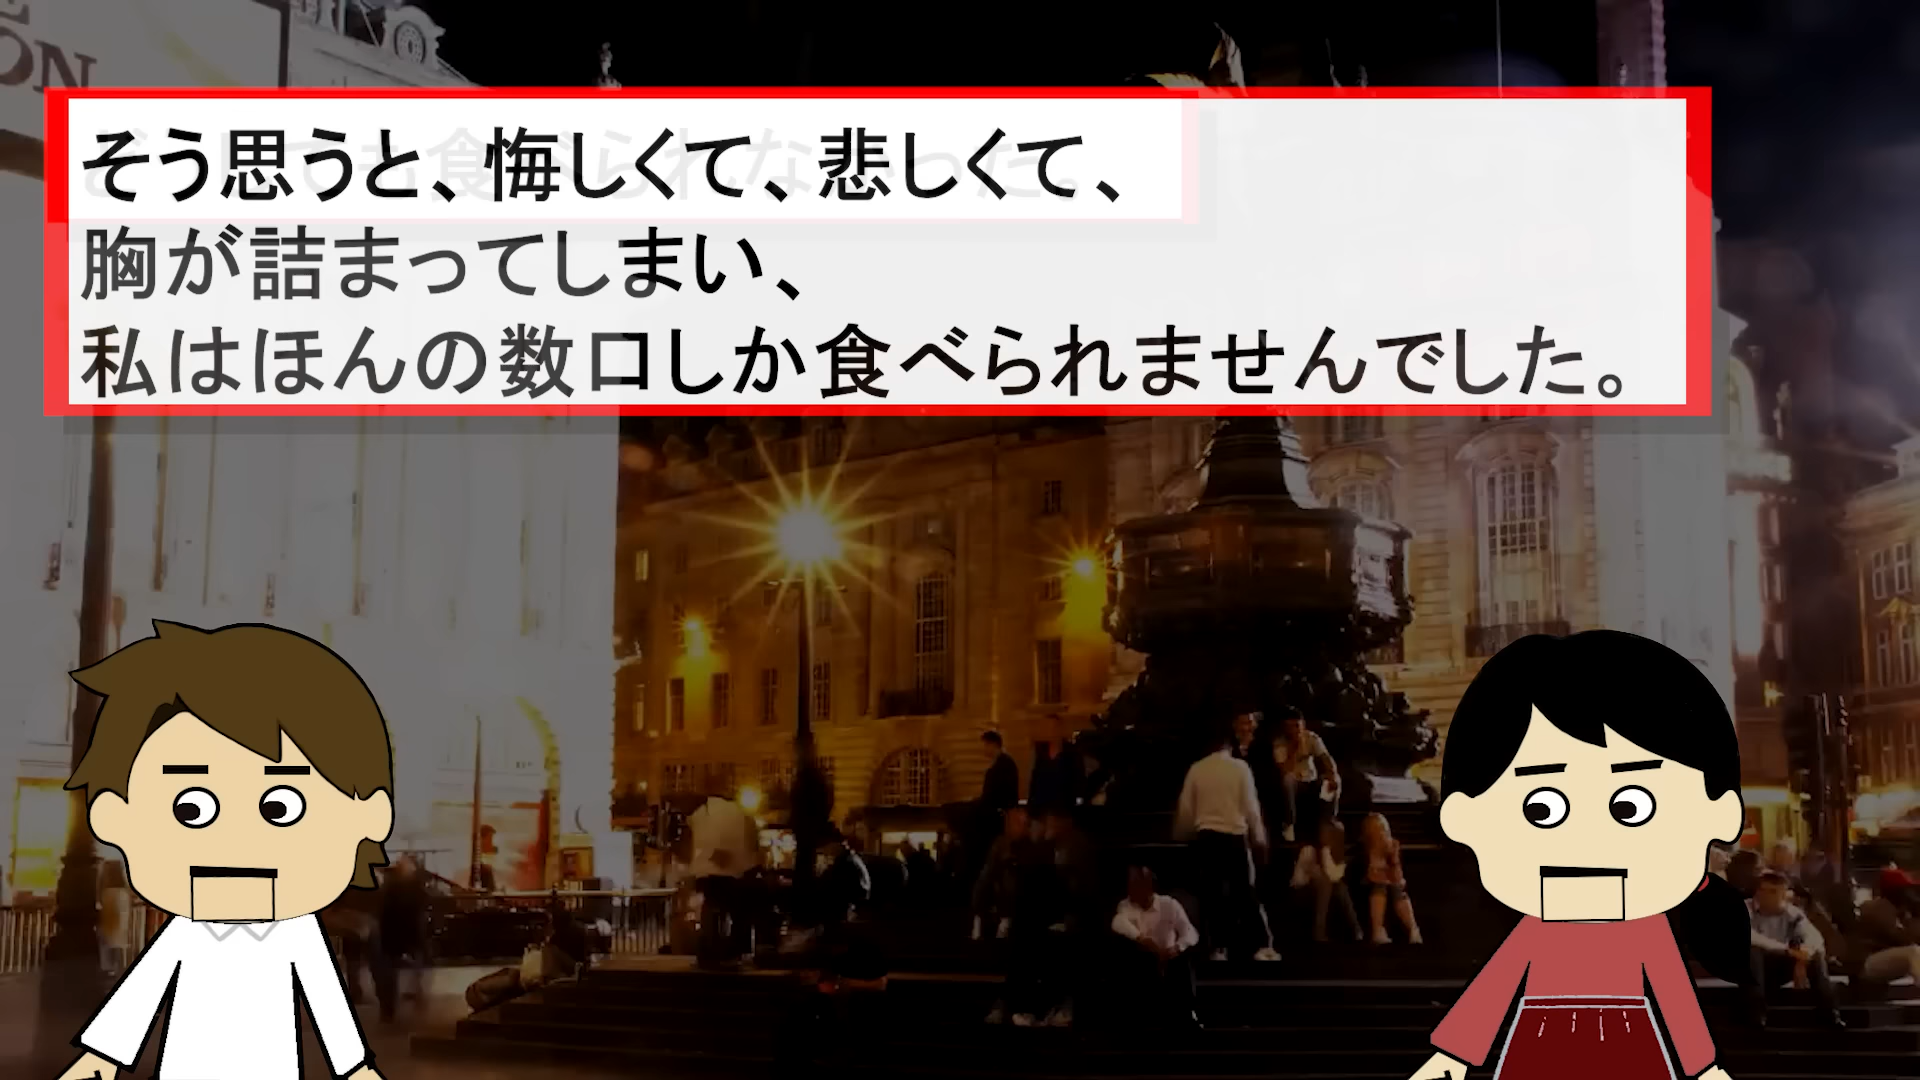 ON
そう思うと、悔しくて、悲しくて、
胸が詰まってしまい、
私はほんの数口しか食べられませんでした。